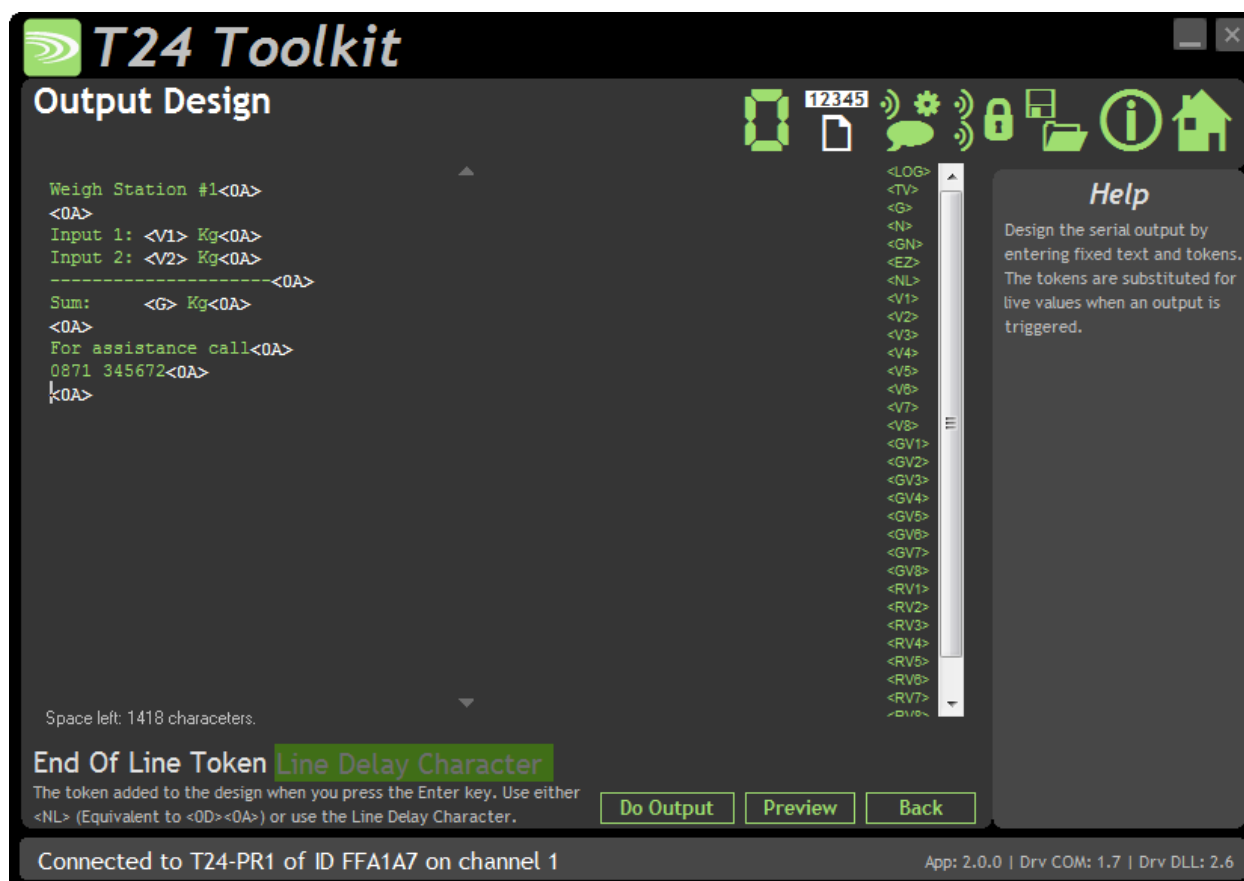 T24 Toolkit
Output Design
12345
Weigh Station #1<0A>
<0A>
Input 1: <V1> Kg<0A>
Input 2: <V2> Kg<0A>
---------------------<0A>
Sum: <G> Kg<0A>
<0A>
For assistance call<0A>
0871 345672<0A>
<0A>
<LOG>
<TV>
<G>
<N>
<GN>
<EZ>
<NL>
<V1>
<V2>
<V3>
<V4>
<V5>
<V6>
<V7>
<V8>
<GV1>
<GV2>
<GV3>
<GV4>
<GV5>
<GV6>
<GV7>
<GV8>
<RV1>
<RV2>
<RV3>
<RV4>
<RV5>
<RV6>
<RV7>
<RV8>
Help
Design the serial output by
entering fixed text and tokens.
The tokens are substituted for
live values when an output is
triggered.
Space left: 1418 characeters.
End Of Line Token Line Delay Character
The token added to the design when you press the Enter key. Use either
<NL> (Equivalent to <0D><0A>) or use the Line Delay Character.
Do Output Preview Back
Connected to T24-PR1 of ID FFA1A7 on channel 1
App: 2.0.0 | Drv COM: 1.7 | Drv DLL: 2.6